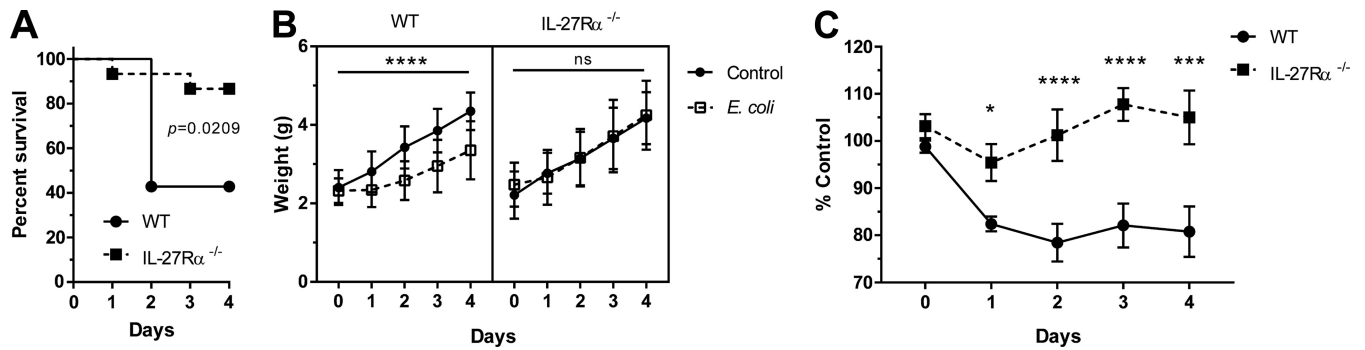 A
Percent survival
100
80
60
40
20
0
p=0.0209
WT
IL-27Rα -/-
0 1 2 3 4
Days
B
WT IL-27Rα -/-
Weight (g)
6
4
2
0
****
ns
Control
E. coli
0 1 2 3 4 0 1 2 3 4
Days
C
% Control
120
110
100
90
80
70
*
****
****
***
WT
IL-27Rα -/-
0 1 2 3 4
Days